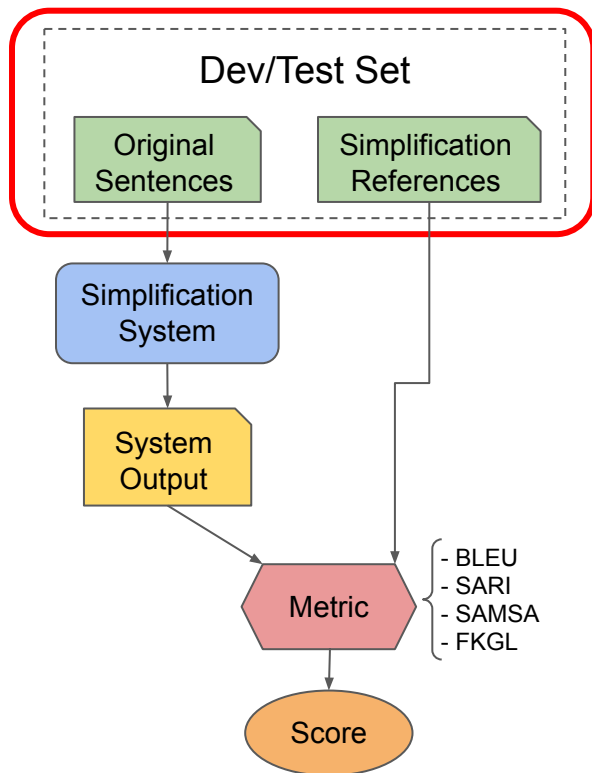 Dev/Test Set
Original
Sentences
Simplification
References
Simplification
System
System
Output
Metric
- BLEU
- SARI
- SAMSA
- FKGL
Score